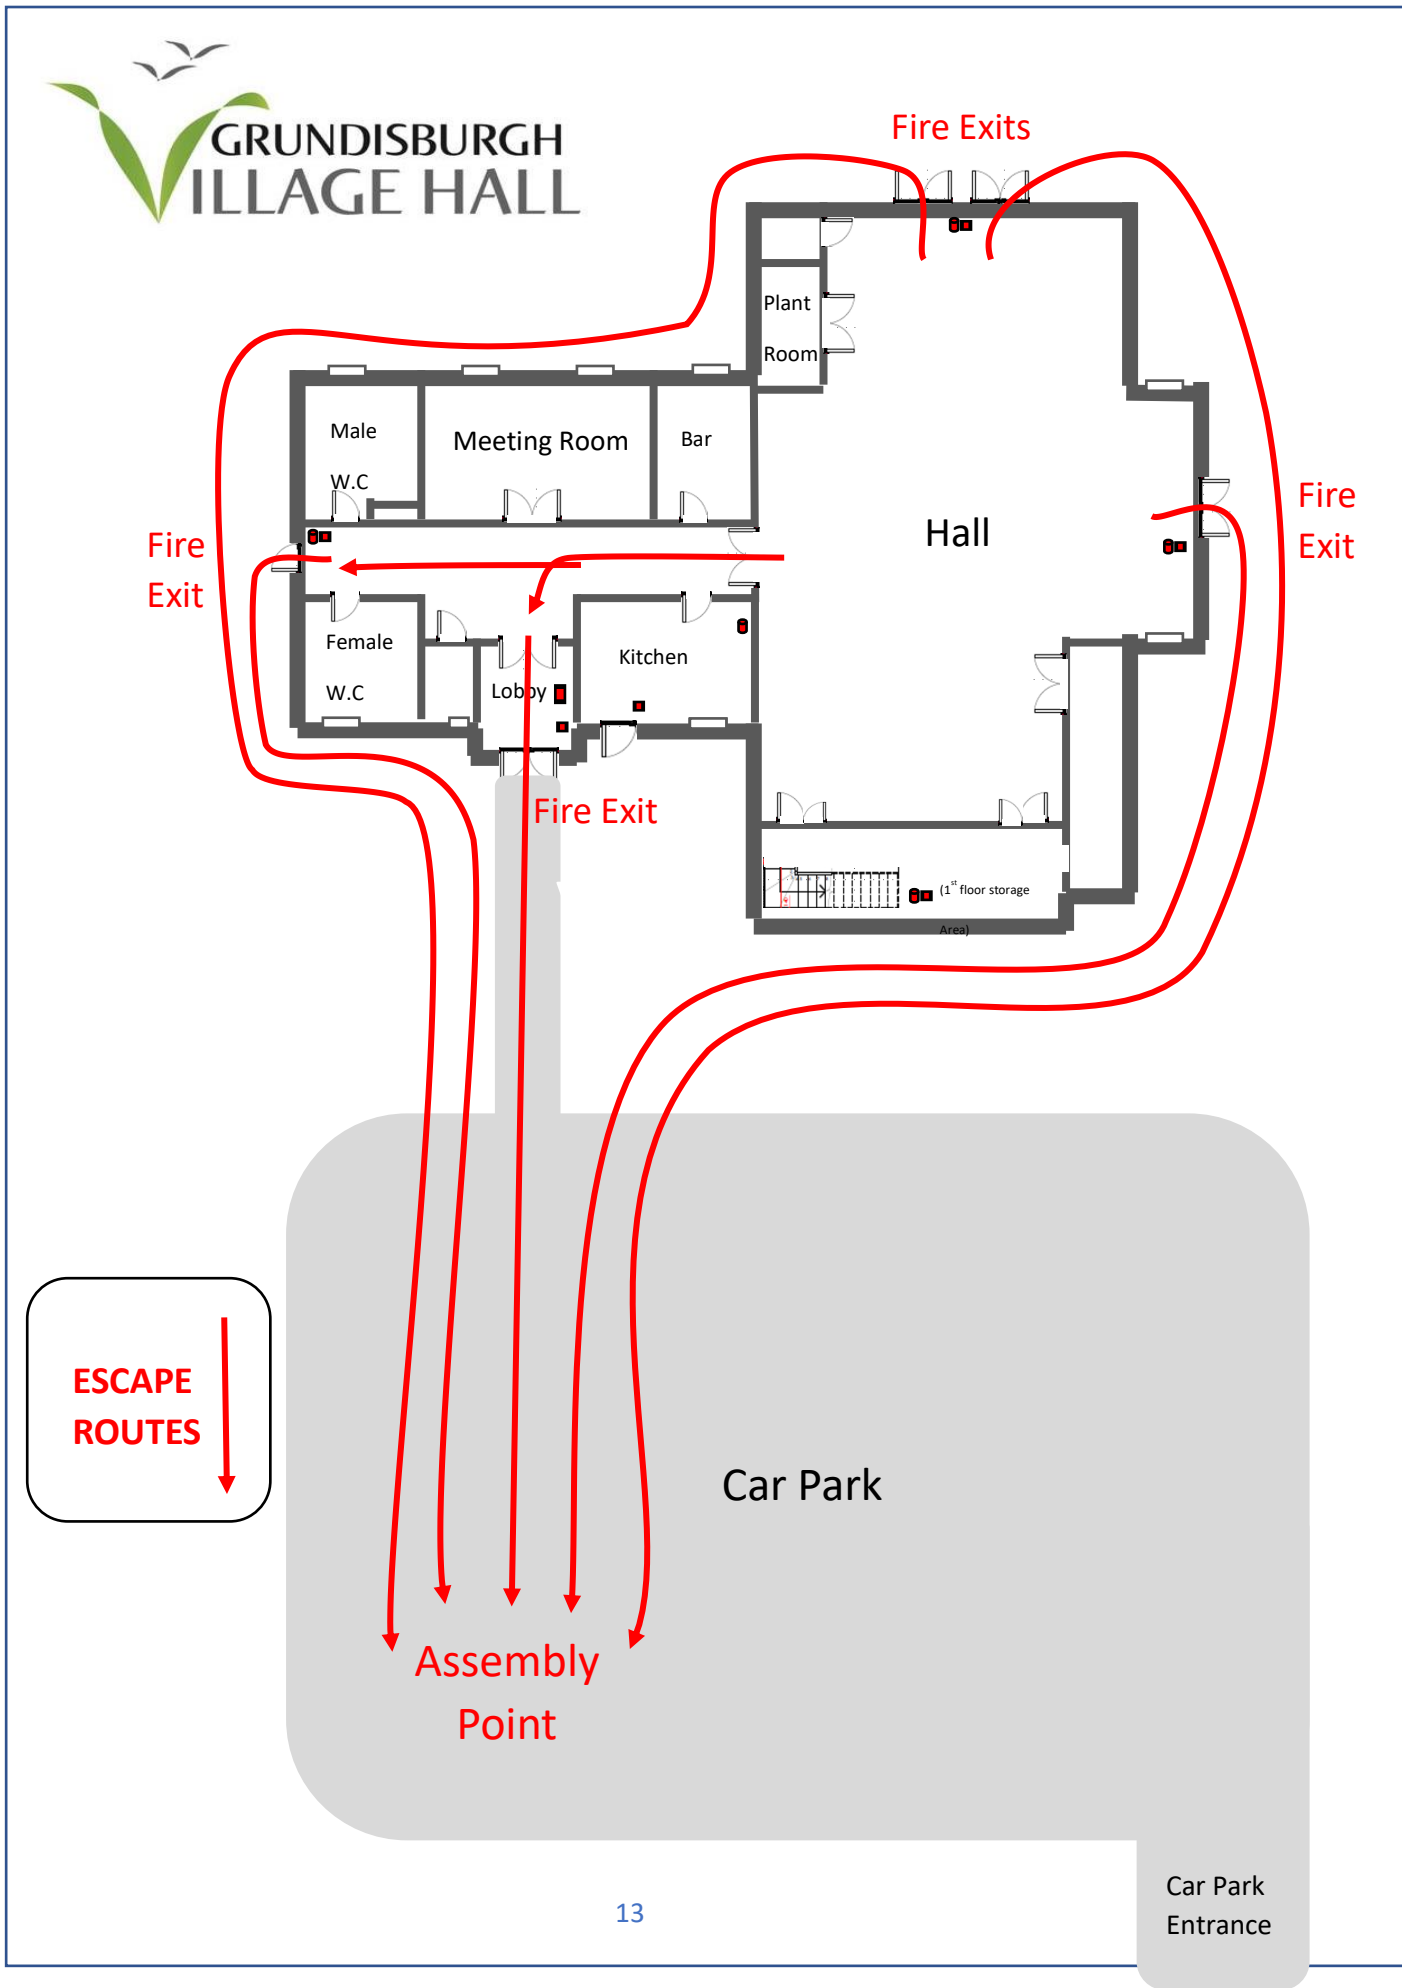 GRUNDISBURGH
VILLAGE HALL
Fire Exits
Plant
Room
Male
W.C
Meeting Room
Bar
Hall
Fire
Exit
Fire
Exit
Female
W.C
Lobby
Kitchen
Fire Exit
(1st floor storage
Area)
ESCAPE
ROUTES
Car Park
Assembly
Point
Car Park
Entrance
13